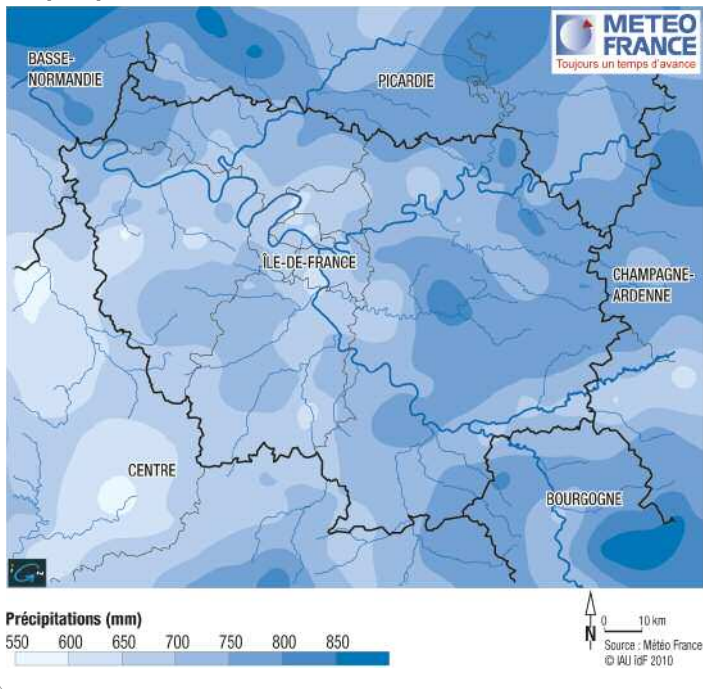 METEO
FRANCE
Toujours un temps d'avance
BASSE-
NORMANDIE
PICARDIE
ÎLE-DE-FRANCE
CHAMPAGNE-
ARDENNE
CENTRE
BOURGOGNE
Précipitations (mm)
550 600 650 700 750 800 850
N
0 10 km
Source : Météo France
© IAU îdF 2010